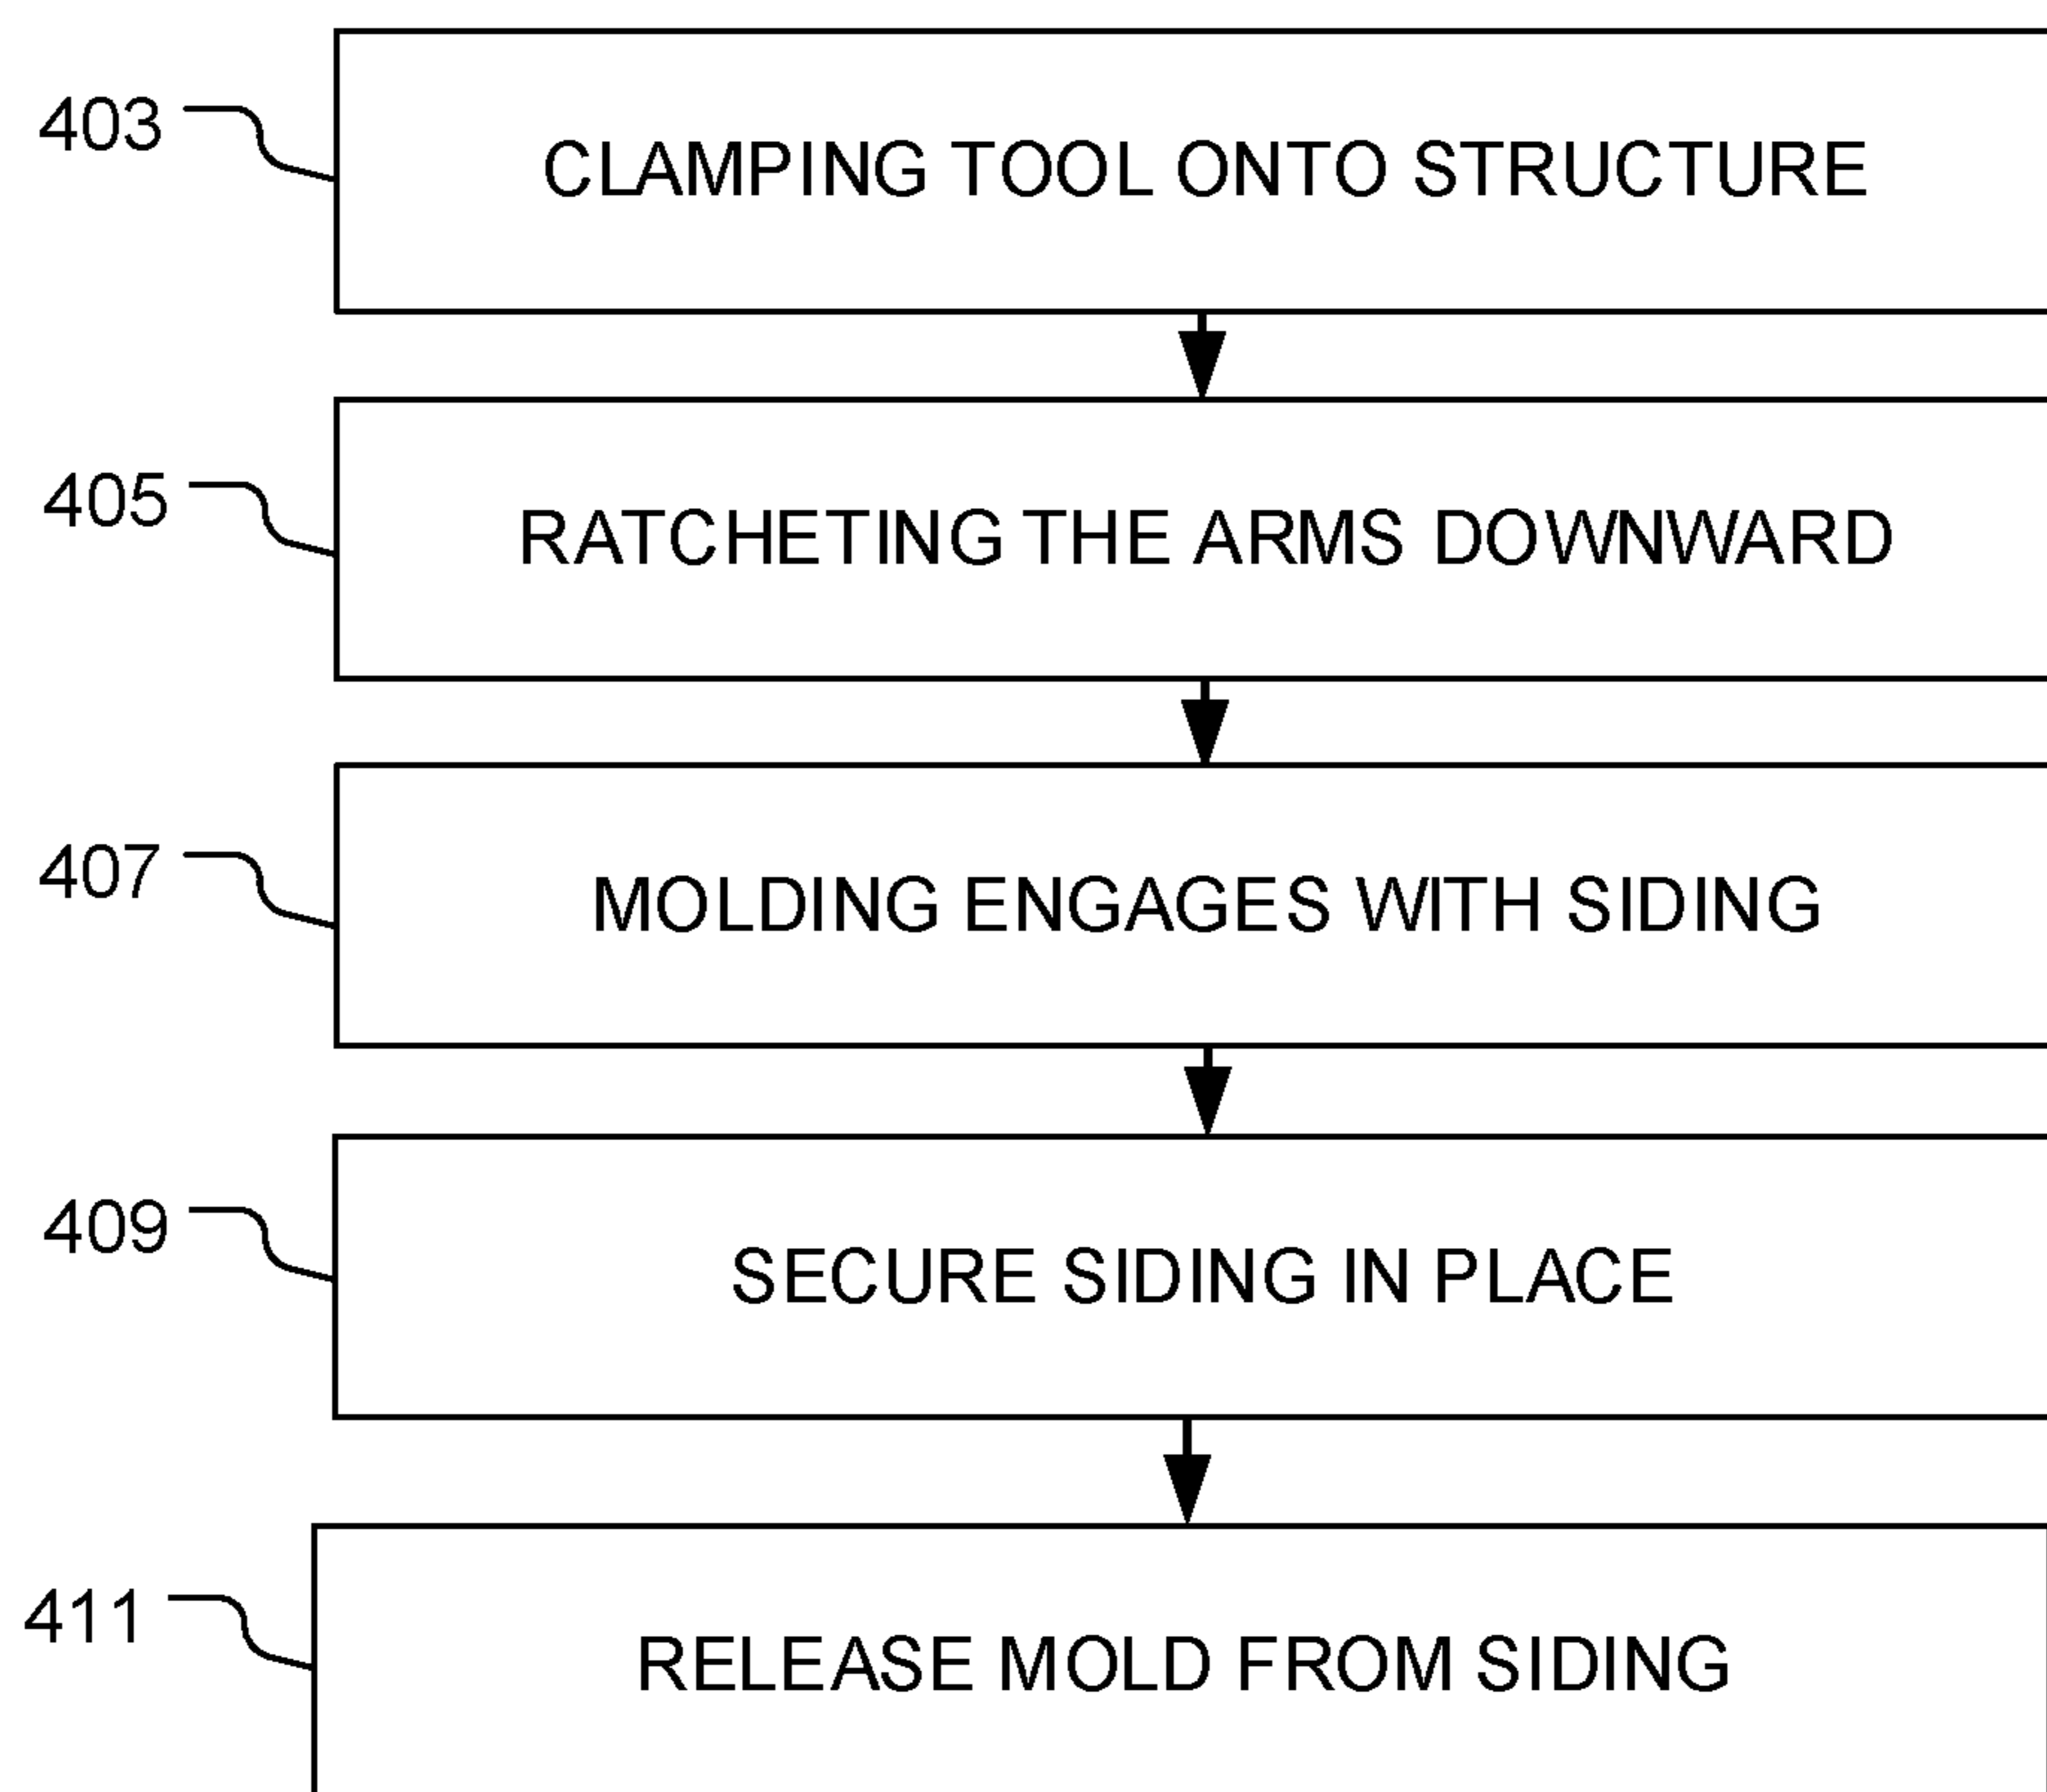 403
CLAMPING TOOL ONTO STRUCTURE
405
RATCHETING THE ARMS DOWNWARD
407
MOLDING ENGAGES WITH SIDING
409
SECURE SIDING IN PLACE
411
RELEASE MOLD FROM SIDING